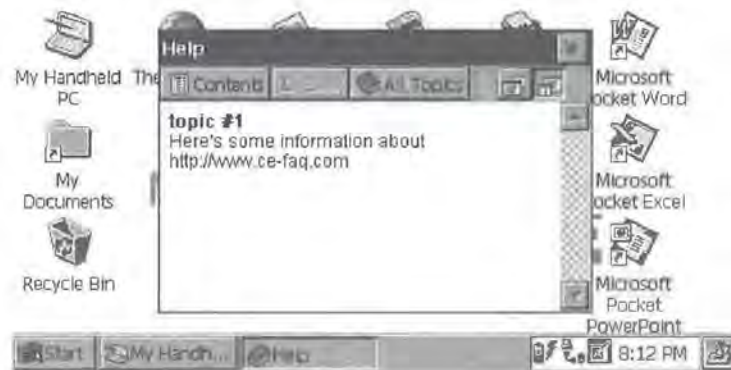 Help
Contents
All Topics
topic #1
Here's some information about
http://www.ce-faq.com
My Handheld
PC
The
My
Documents
Recycle Bin
Microsoft
ocket Word
Microsoft
ocket Excel
Microsoft
Pocket
PowerPoint
Start
My Handh...
Help
8:12 PM